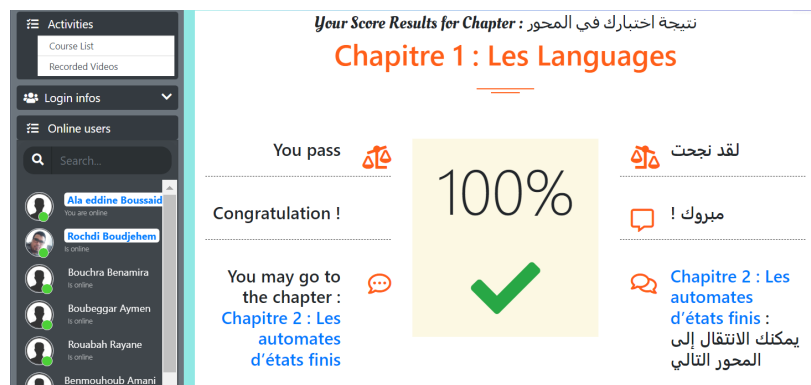 Activities
Course List
Recorded Videos
Login infos
Online users
Search...
Ala eddine Boussaid
You are online
Rochdi Boudjehem
Is online
Bouchra Benamira
Is online
Boubeggar Aymen
Is online
Rouabah Rayane
Is online
Benmouhoub Amani
Your Score Results for Chapter : نتيجة اختبارك في المحور
Chapitre 1 : Les Languages
You pass
Congratulation !
You may go to
the chapter :
Chapitre 2 : Les
automates
d'états finis
100%
لقد نجحت
مبروك !
Chapitre 2 : Les
automates
d'états finis :
يمكنك الانتقال إلى
المحور التالي